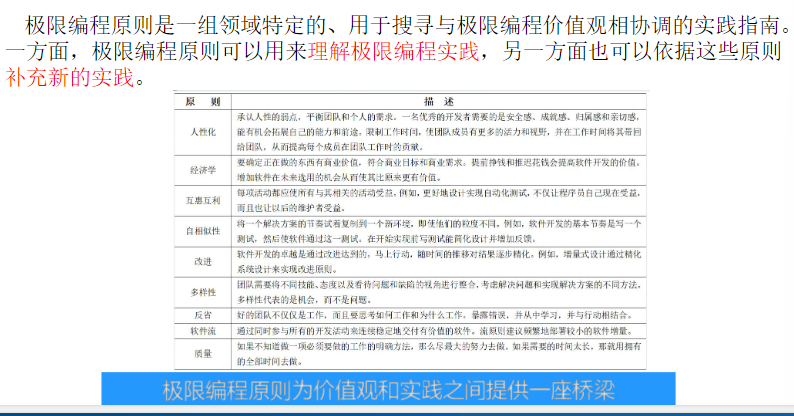 极限编程原则是一组领域特定的、用于搜寻与极限编程价值观相协调的实践指南。
一方面，极限编程原则可以用来理解极限编程实践，另一方面也可以依据这些原则
补充新的实践。
原 则 描 述
人性化
承认人性的弱点，平衡团队和个人的需求。一名优秀的开发者需要的是安全感、成就感、归属感和亲切感，
能有机会拓展自己的能力和前途，限制工作时间，使团队成员有更多的活力和视野，并在工作时间将其带回
给团队，从而提高每个成员在团队工作时的贡献。
经济学
要确定正在做的东西有商业价值，符合商业目标和商业需求。提前挣钱和推迟花钱会提高软件开发的价值。
增加软件在未来选用的机会从而使其比原来更有价值。
互惠互利
每项活动都应使所有与其相关的活动受益。例如，更好地设计实现自动化测试，不仅让程序员自己现在受益，
而且也让以后的维护者受益。
自相似性
将一个解决方案的节奏试着复制到一个新环境，即使他们的粒度不同。例如，软件开发的基本节奏是写一个
测试，然后使软件通过这一测试。在开始实现前写测试能简化设计并增加反馈。
改进
软件开发的卓越是通过改进达到的，马上行动，随时间的推移对结果逐步精化。例如，增量式设计通过精化
系统设计来实现改进原则。
多样性
团队需要将不同技能、态度以及看待问题和缺陷的视角进行整合，考虑解决问题和实现解决方案的不同方法。
多样性代表的是机会，而不是问题。
反省
好的团队不仅仅是工作，而且要思考如何工作和为什么工作。暴露错误，并从中学习，并与行动相结合。
软件流
通过同时参与所有的开发活动来连续稳定地交付有价值的软件。流原则建议频繁地部署较小的软件增量。
质量
如果不知道做一项必须要做的工作的明确方法，那么尽最大的努力去做。如果需要的时间太长，那就用拥有
的全部时间去做。
极限编程原则为价值观和实践之间提供一座桥梁